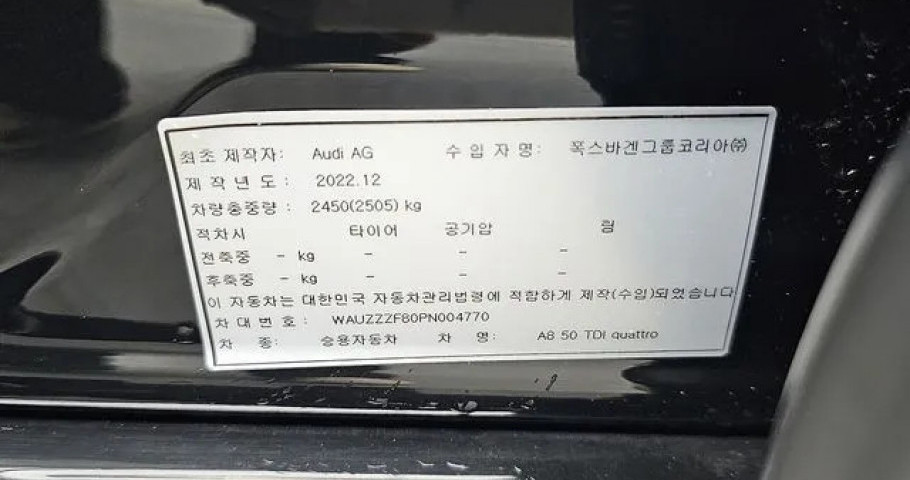 최초 제작자: Audi AG 수 입 자 명: 폭스바겐그룹코리아㈜
제 작 년 도 : 2022.12
차량총중량 : 2450(2505) kg
적차시 타이어 공기압 림
전축중 - kg - - -
후축중 - kg - - -
이 자동차는 대한민국 자동차관리법령에 적합하게 제작(수입)되었습니다
차 대 번 호 : WAUZZZF80PN004770
차 종: 승용자동차 차 명: A8 50 TDI quattro